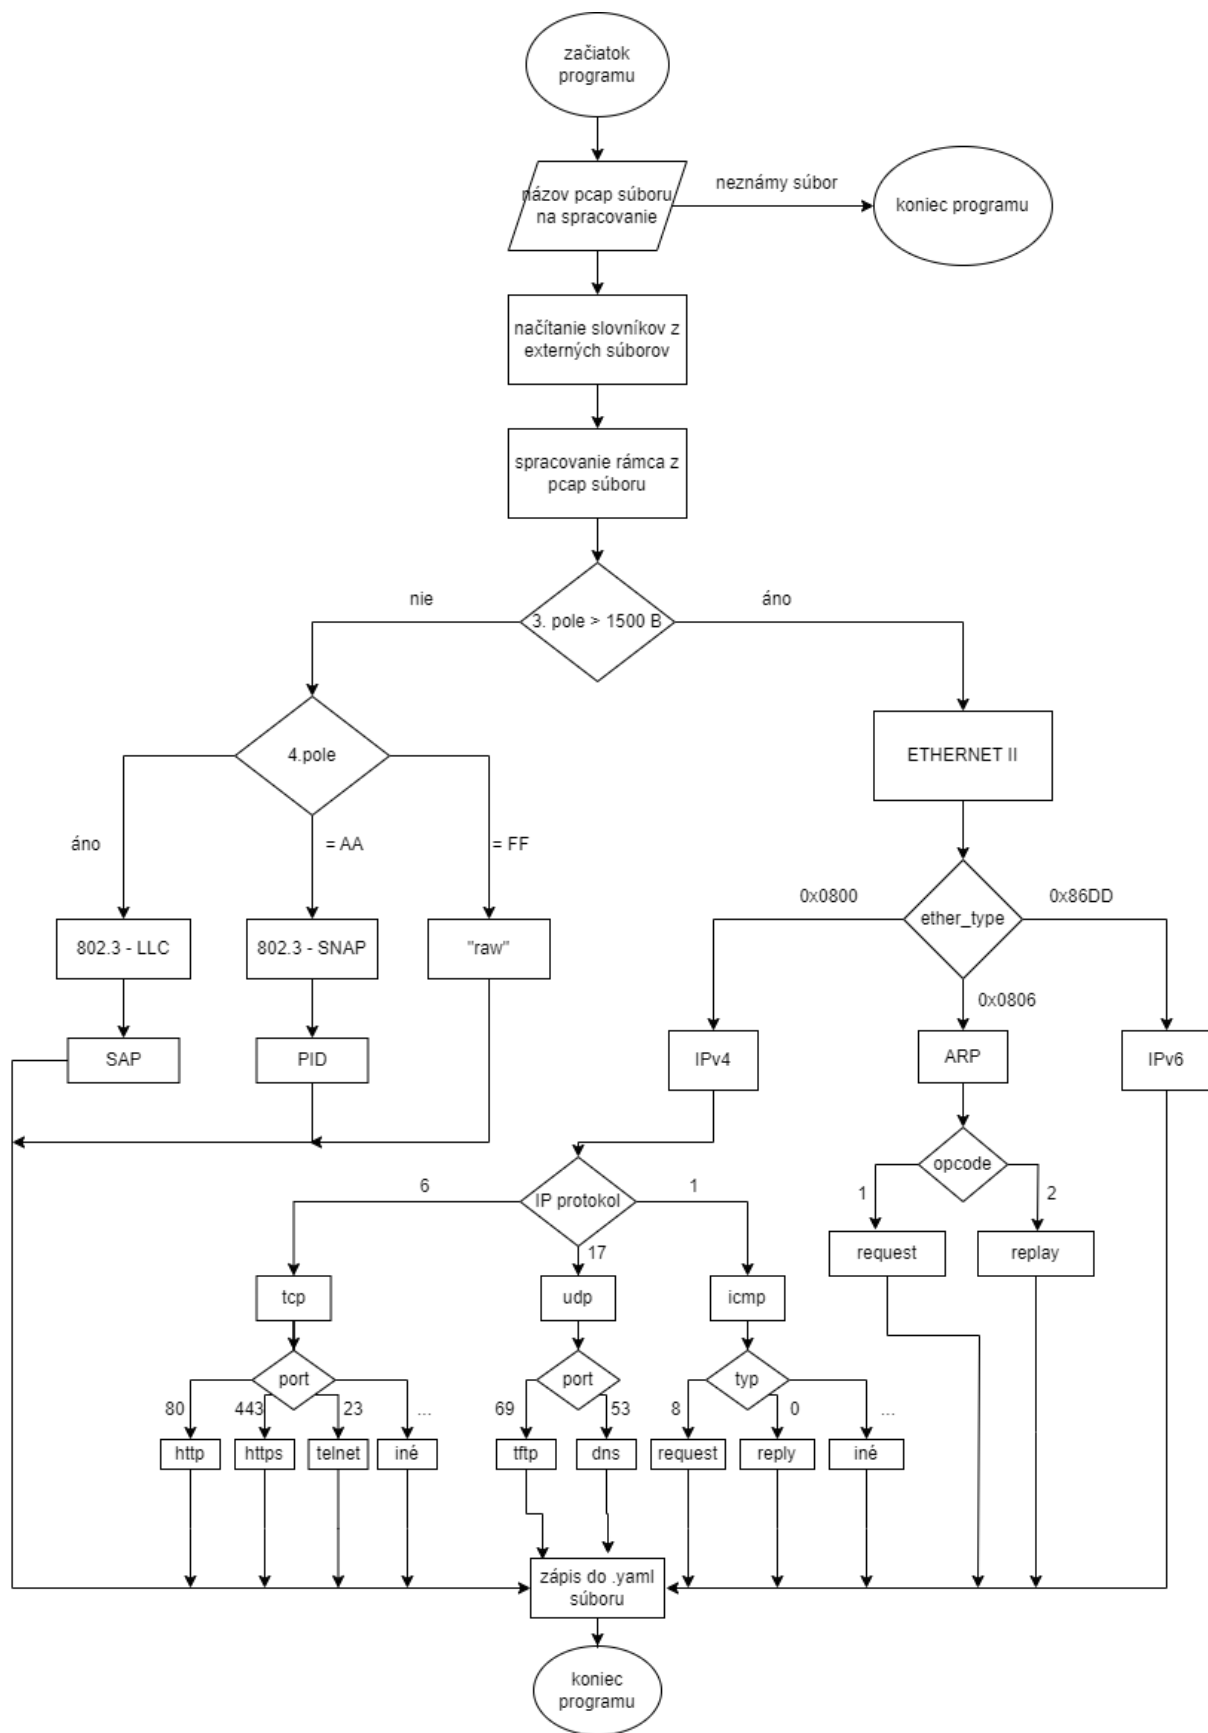 začiatok
programu
neznámy súbor
názov pcap súboru
na spracovanie
koniec programu
načítanie slovníkov z
externých súborov
spracovanie rámca z
pcap súboru
nie
áno
3. pole > 1500 B
4.pole
ETHERNET II
áno
= AA
= FF
0x0800
0x86DD
ether_type
802.3 - LLC
802.3 - SNAP
"raw"
0x0806
SAP
PID
IPv4
ARP
IPv6
opcode
6
1
1
2
IP protokol
17
request
replay
tcp
udp
icmp
port
port
typ
80
443
23
...
69
53
8
0
...
http
https
telnet
iné
tftp
dns
request
reply
iné
zápis do .yaml
súboru
koniec
programu